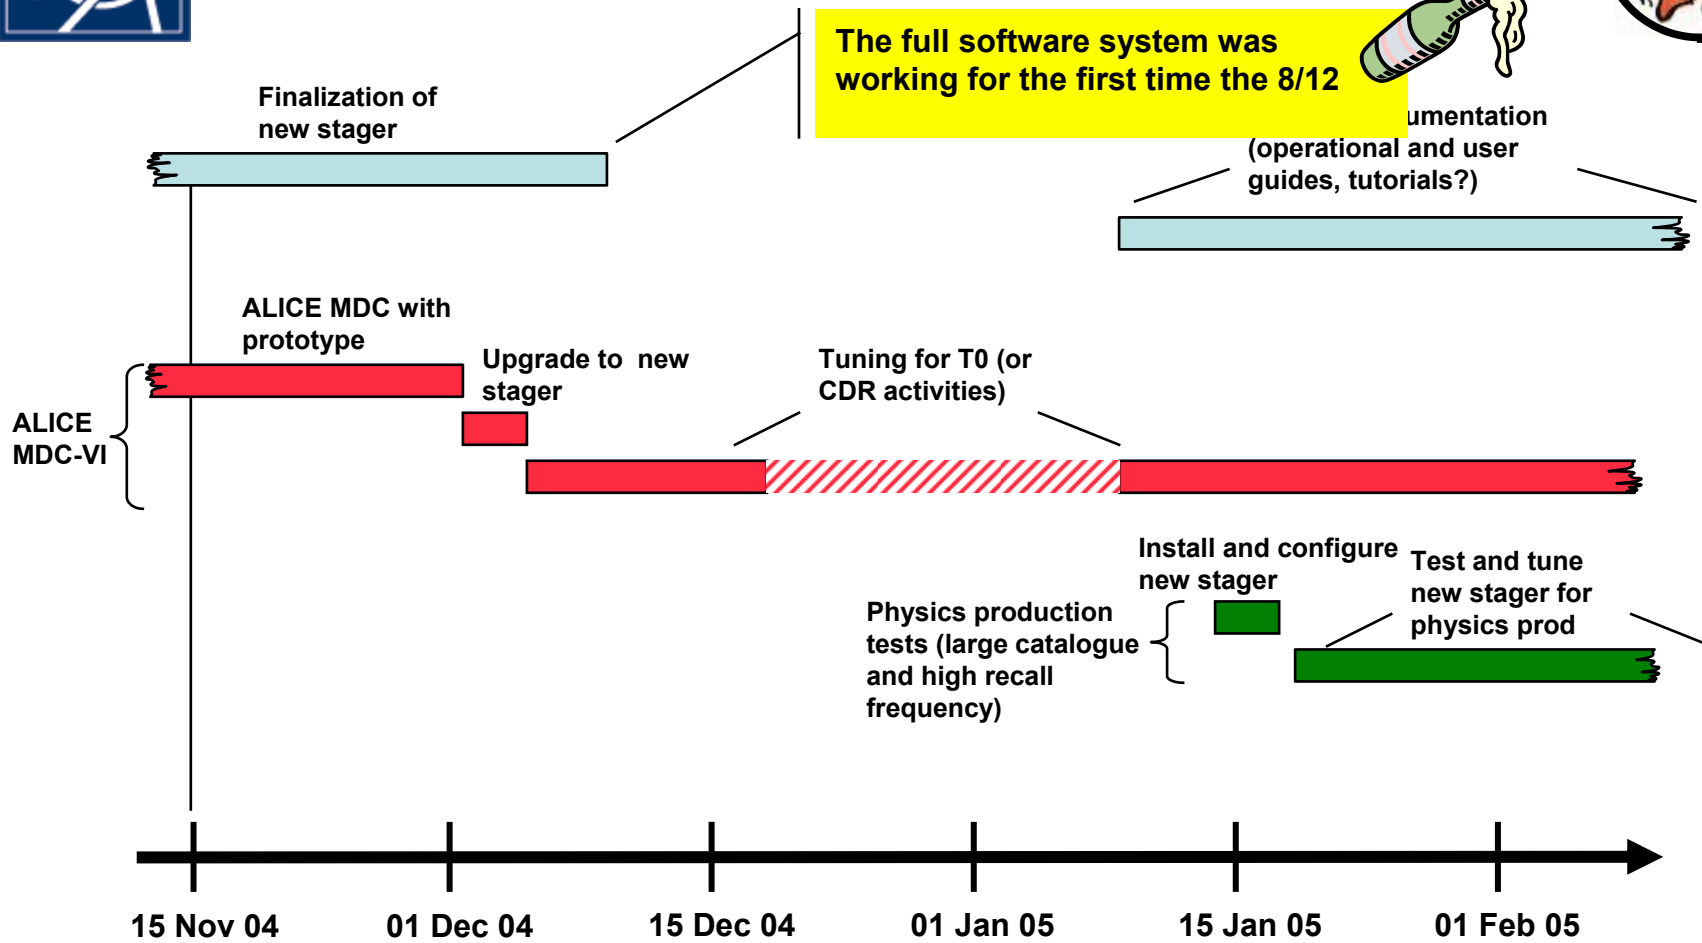 The full software system was
working for the first time the 8/12
Finalization of
new stager
umentation
(operational and user
guides, tutorials?)
ALICE MDC with
prototype
Upgrade to  new
stager
Tuning for T0 (or
CDR activities)
ALICE
MDC-VI
Install and configure
new stager
Test and tune
new stager for
physics prod
Physics production
tests (large catalogue
and high recall
frequency)
15 Nov 04
01 Dec 04
15 Dec 04
01 Jan 05
15 Jan 05
01 Feb 05